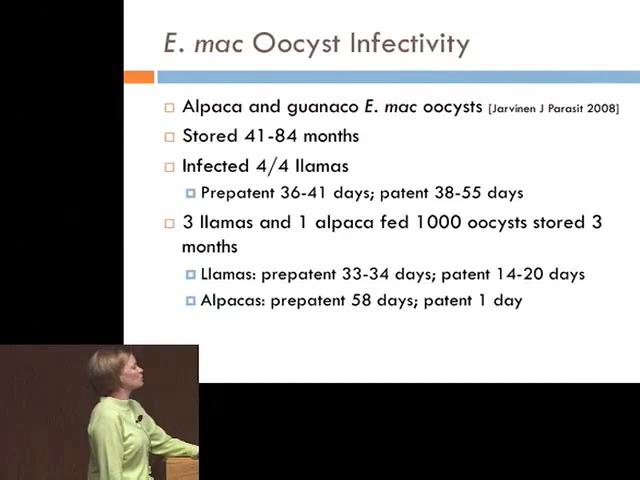 E. mac Oocyst Infectivity
Alpaca and guanaco E. mac oocysts [Jarvinen J Parasit 2008]
Stored 41-84 months
Infected 4/4 llamas
Prepatent 36-41 days; patent 38-55 days
3 llamas and 1 alpaca fed 1000 oocysts stored 3
months
Llamas: prepatent 33-34 days; patent 14-20 days
Alpacas: prepatent 58 days; patent 1 day